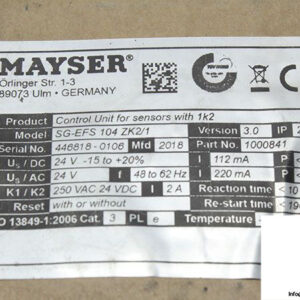 MAYSER®
Örlinger Str. 1-3
89073 Ulm • GERMANY
Product Control Unit for sensors with 1k2
Model SG-EFS 104 ZK2/1 Version 3.0 IP
Serial No. 446818 - 0106 Mfd 2018 Part No. 1000841
Us / DC 24 V -15 to +20% I 112 mA
Us / AC 24 V f 48 to 62 Hz I 220 mA
K1 / K2 250 VAC 24 VDC I 2 A Reaction time
Reset with or without Reset time
13849-1:2006 Cat. 3 PL e Temperature